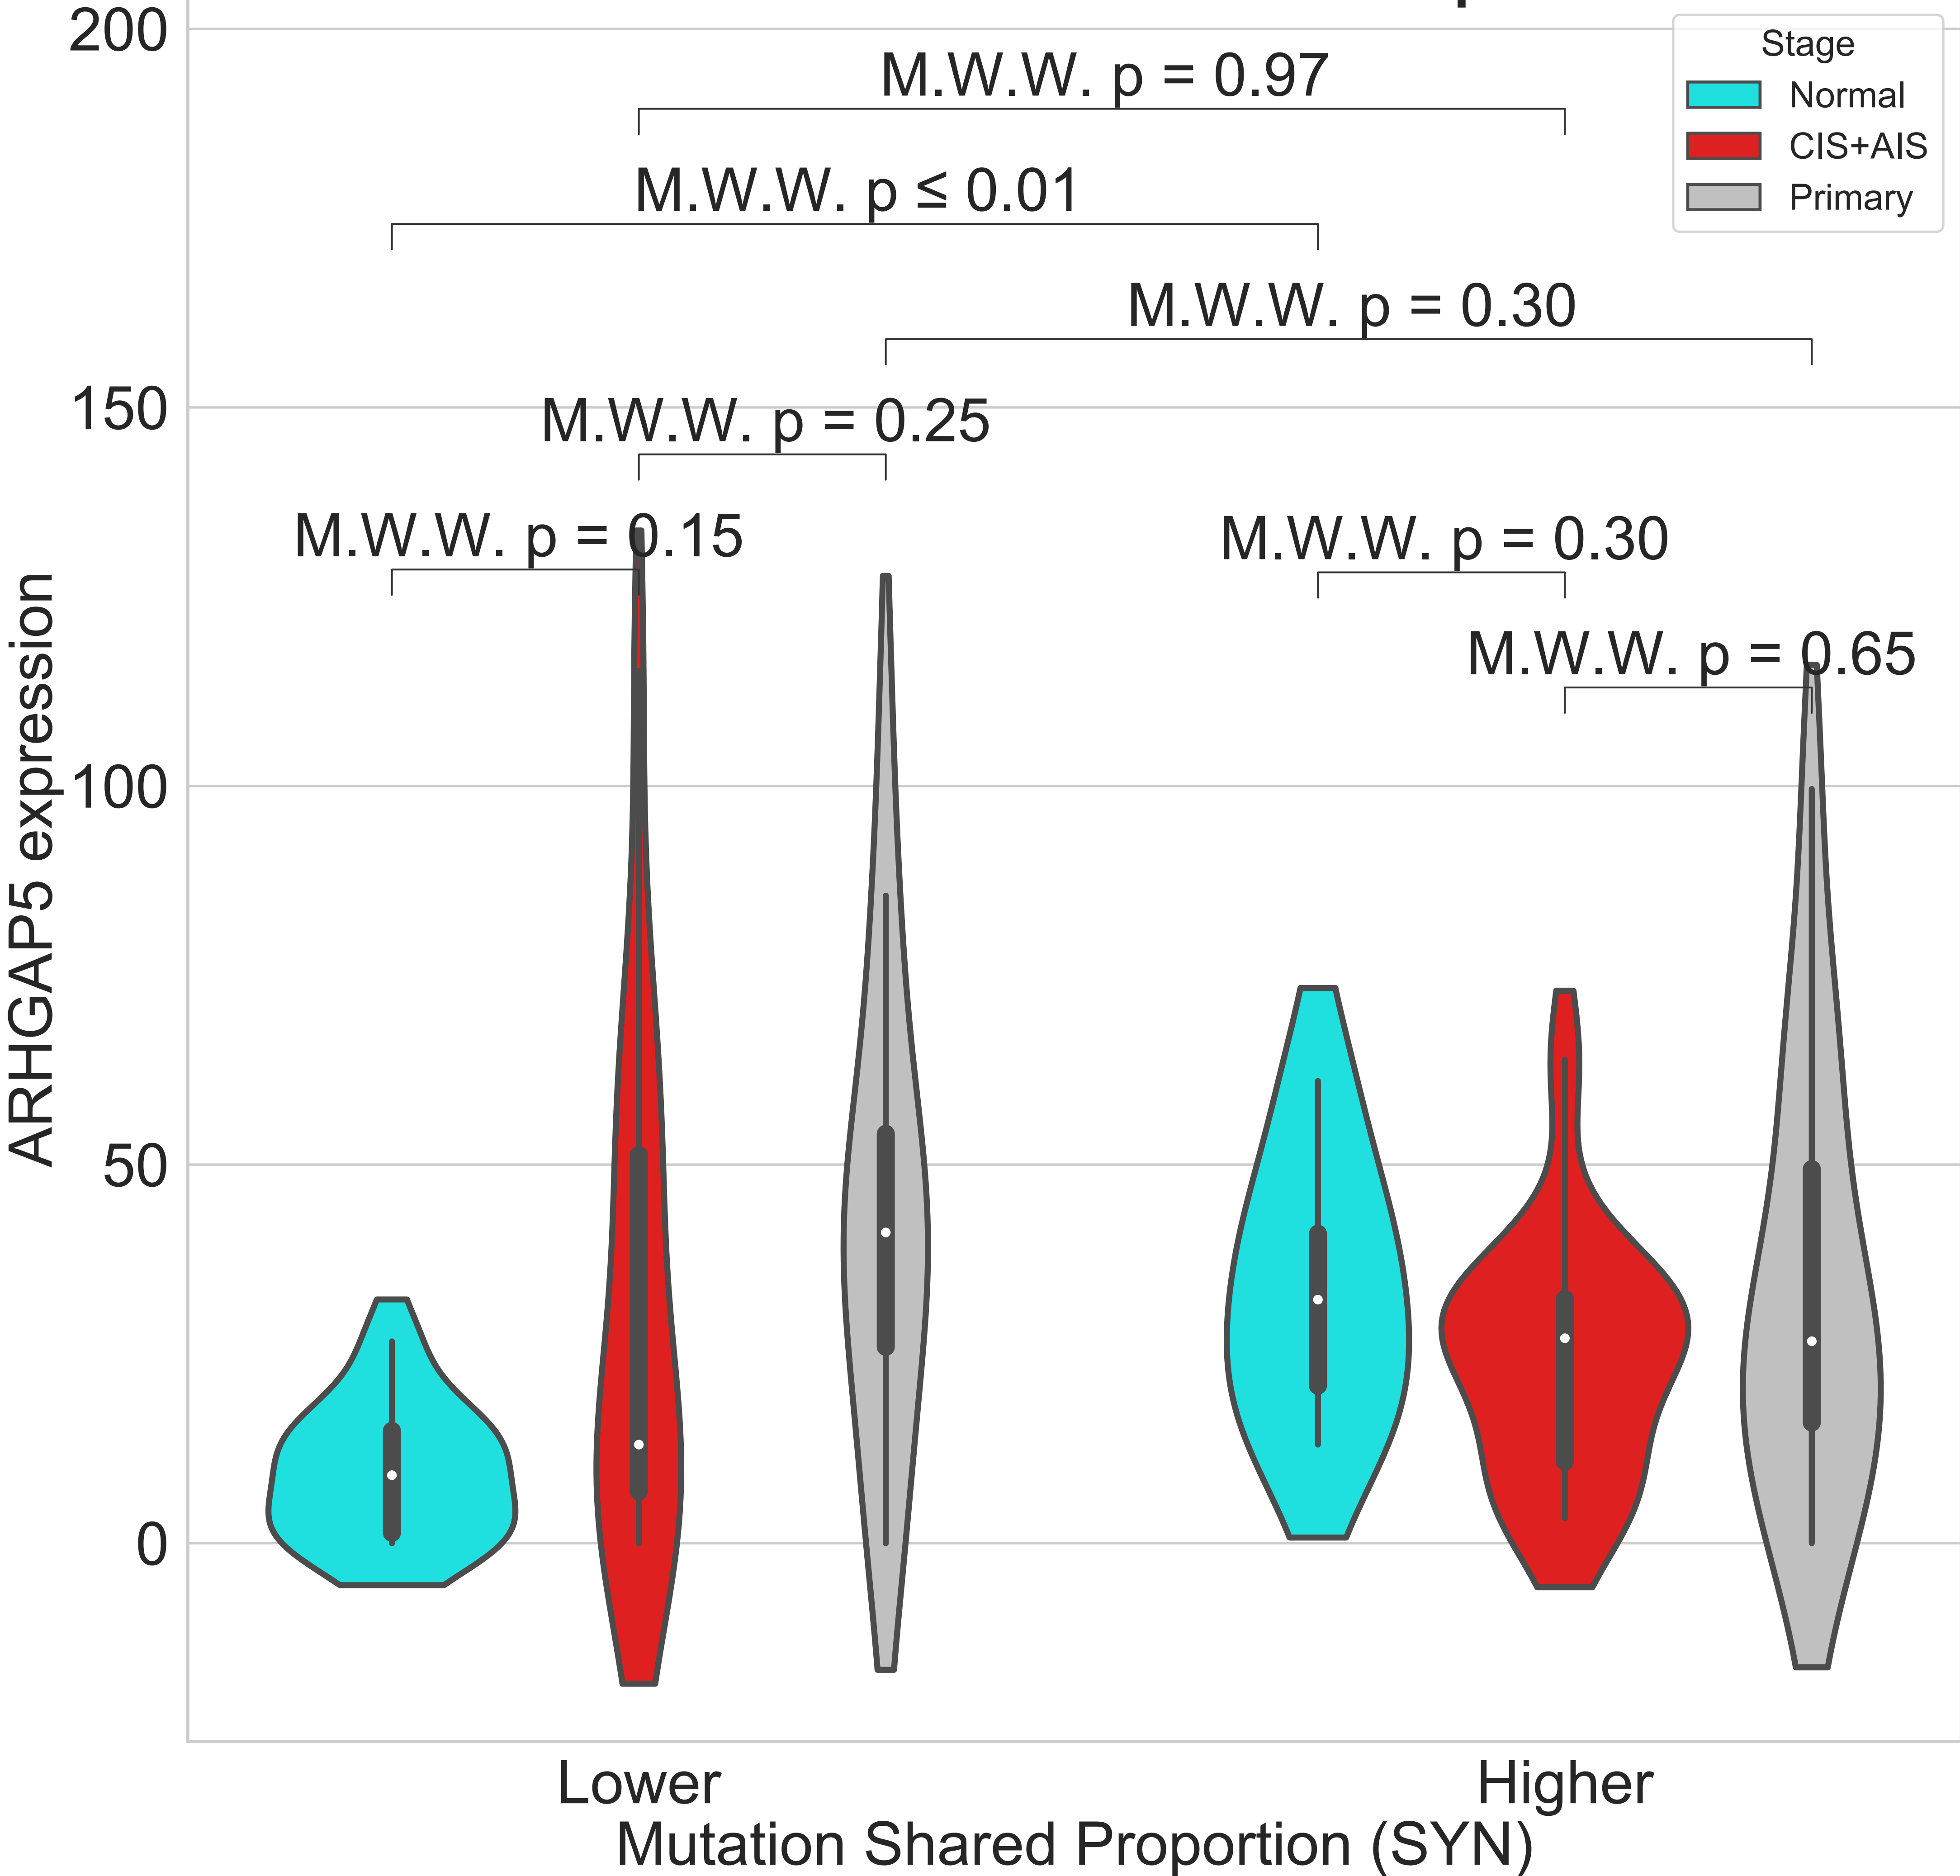 200
150
100
50
0
ARHGAP5 expression
M.W.W. p = 0.97
M.W.W. p ≤ 0.01
M.W.W. p = 0.30
M.W.W. p = 0.25
M.W.W. p = 0.15
M.W.W. p = 0.30
M.W.W. p = 0.65
Stage
Normal
CIS+AIS
Primary
Lower
Higher
Mutation Shared Proportion (SYN)